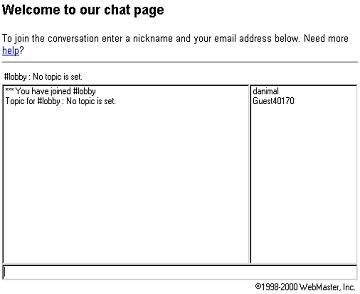 Welcome to our chat page
To join the conversation enter a nickname and your email address below. Need more
help?
#lobby : No topic is set.
*** You have joined #lobby
Topic for #lobby : No topic is set.
danimal
Guest40170
©1998-2000 WebMaster, Inc.